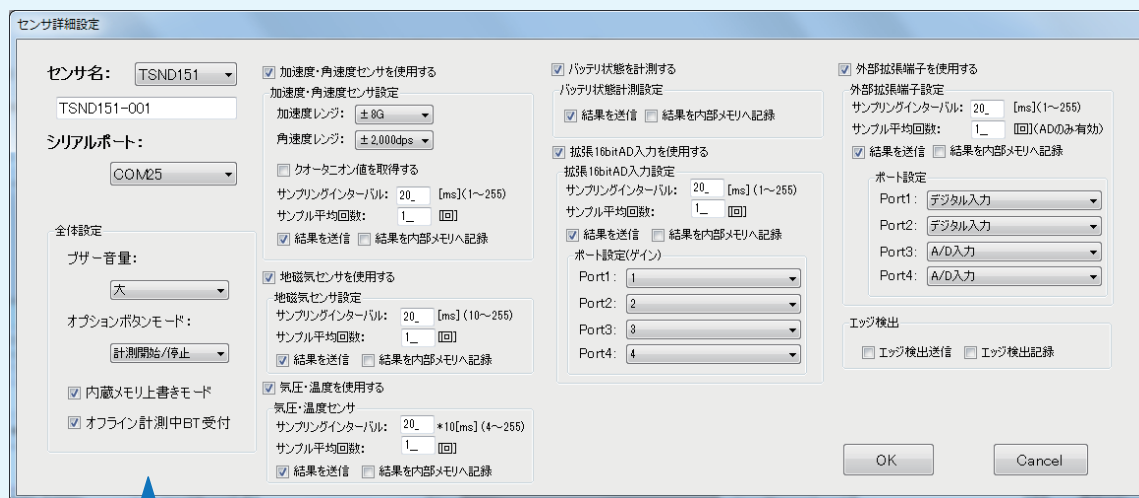 センサ詳細設定
センサ名: TSND151
TSND151-001
シリアルポート:
COM25
全体設定
ブザー音量:
大
オプションボタンモード:
計測開始/停止
内蔵メモリ上書きモード
オフライン計測中BT受付
加速度・角速度センサを使用する
加速度・角速度センサ設定
加速度レンジ: ±8G
角速度レンジ: ±2,000dps
クオータニオン値を取得する
サンプリングインターバル: 20_ [ms](1～255)
サンプル平均回数: 1__ [回]
結果を送信 結果を内部メモリへ記録
地磁気センサを使用する
地磁気センサ設定
サンプリングインターバル: 20_ [ms](10～255)
サンプル平均回数: 1__ [回]
結果を送信 結果を内部メモリへ記録
気圧・温度を使用する
気圧・温度センサ
サンプリングインターバル: 20_ *10[ms](4～255)
サンプル平均回数: 1__ [回]
結果を送信 結果を内部メモリへ記録
バッテリ状態を計測する
バッテリ状態計測設定
結果を送信 結果を内部メモリへ記録
拡張16bitAD入力を使用する
拡張16bitAD入力設定
サンプリングインターバル: 20_ [ms](1～255)
サンプル平均回数: 1__ [回]
結果を送信 結果を内部メモリへ記録
ポート設定(ゲイン)
Port1: 1
Port2: 2
Port3: 3
Port4: 4
外部拡張端子を使用する
外部拡張端子設定
サンプリングインターバル: 20_ [ms](1～255)
サンプル平均回数: 1__ [回](ADのみ有効)
結果を送信 結果を内部メモリへ記録
ポート設定
Port1: デジタル入力
Port2: デジタル入力
Port3: A/D入力
Port4: A/D入力
エッジ検出
エッジ検出送信 エッジ検出記録
OK Cancel